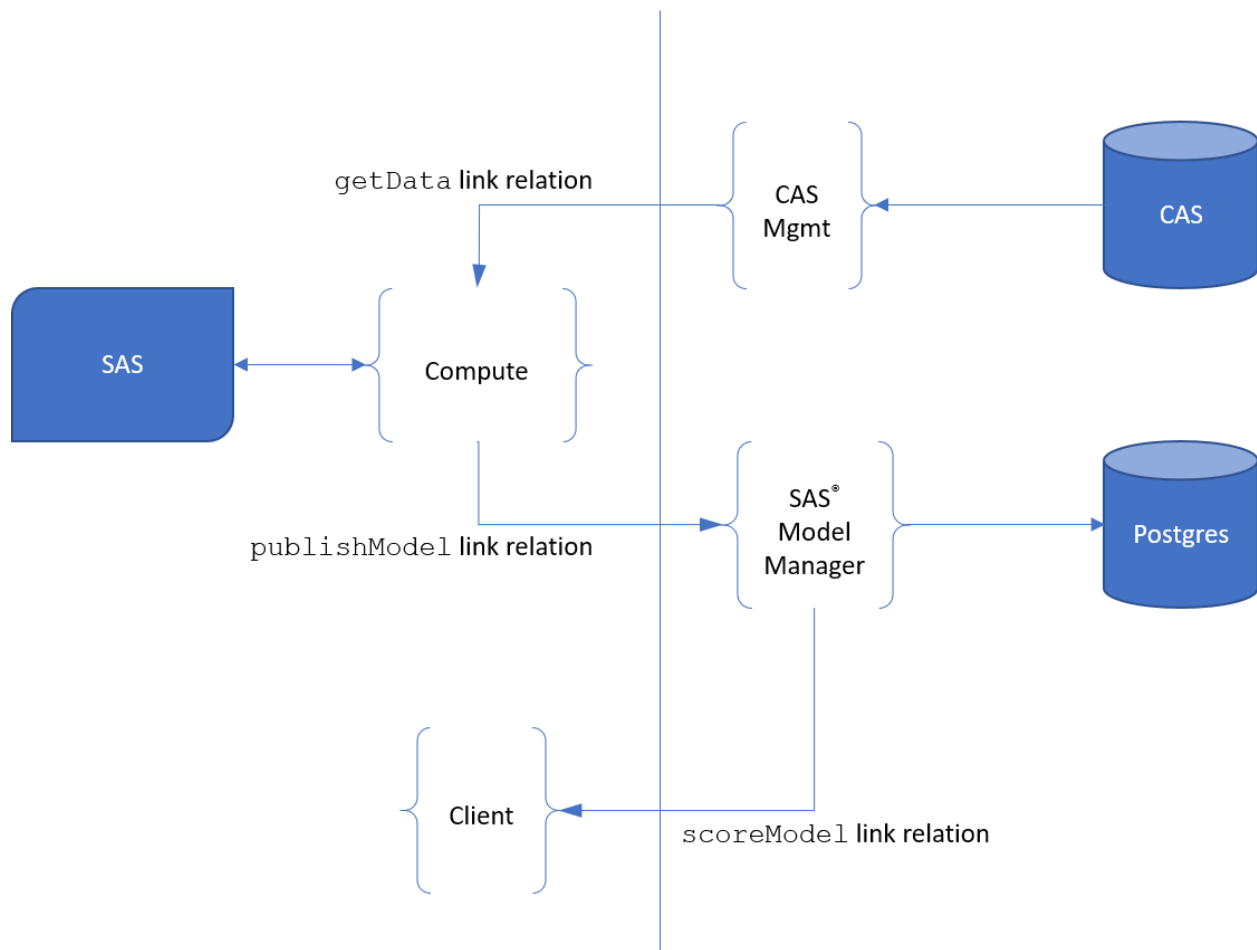 getData link relation
CAS
Mgmt
CAS
SAS
Compute
publishModel link relation
SAS®
Model
Manager
Postgres
Client
scoreModel link relation